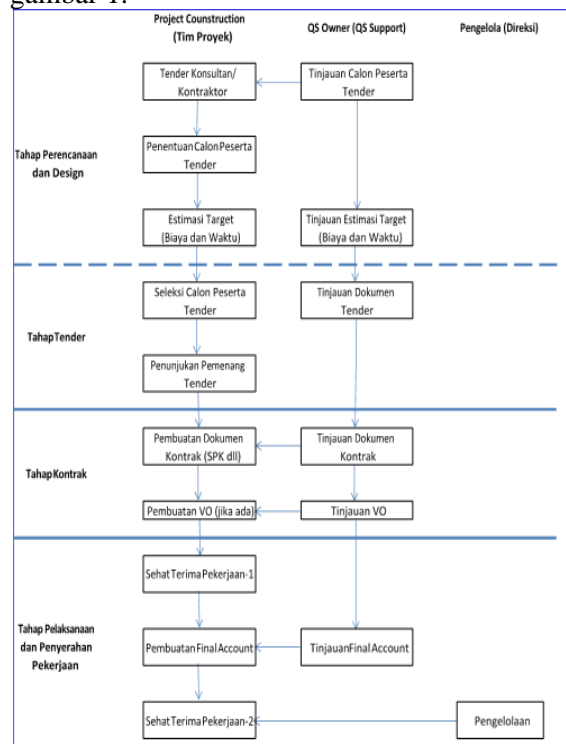 gambar 1.
Project Counstruction
(Tim Proyek)
QS Owner (QS Support)
Pengelola (Direksi)
Tahap Perencanaan
dan Design
Tender Konsultan/
Kontraktor
Tinjauan Calon Peserta
Tender
Penentuan Calon Peserta
Tender
Estimasi Target
(Biaya dan Waktu)
Tinjauan Estimasi Target
(Biaya dan Waktu)
Tahap Tender
Seleksi Calon Peserta
Tender
Tinjauan Dokumen
Tender
Penunjukan Pemenang
Tender
Tahap Kontrak
Pembuatan Dokumen
Kontrak (SPK dll)
Tinjauan Dokumen
Kontrak
Pembuatan VO (jika ada)
Tinjauan VO
Tahap Pelaksanaan
dan Penyerahan
Pekerjaan
Sehat Terima Pekerjaan-1
Pembuatan Final Account
Tinjauan Final Account
Sehat Terima Pekerjaan-2
Pengelolaan